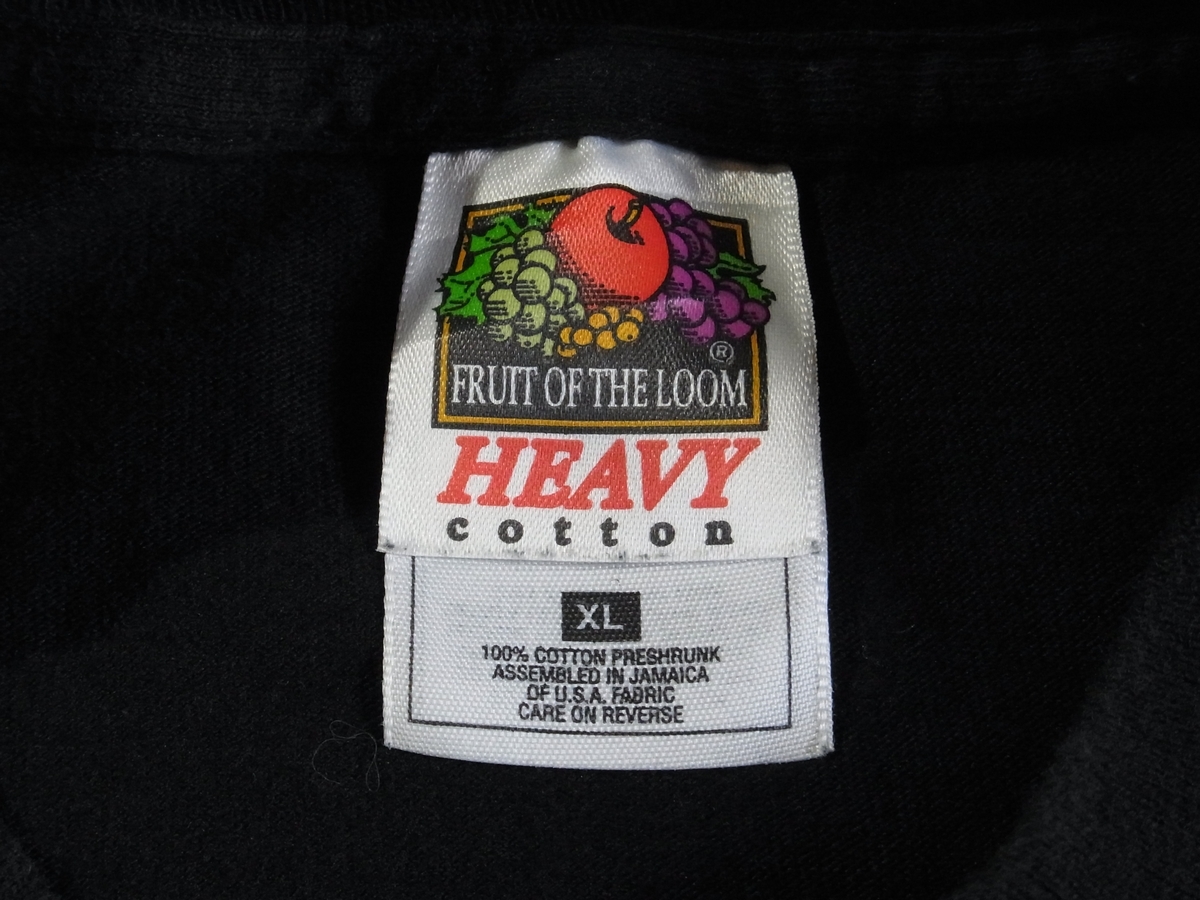 ®
FRUIT OF THE LOOM
HEAVY
cotton
XL
100% COTTON PRESHRUNK
ASSEMBLED IN JAMAICA
OF U.S.A. FABRIC
CARE ON REVERSE